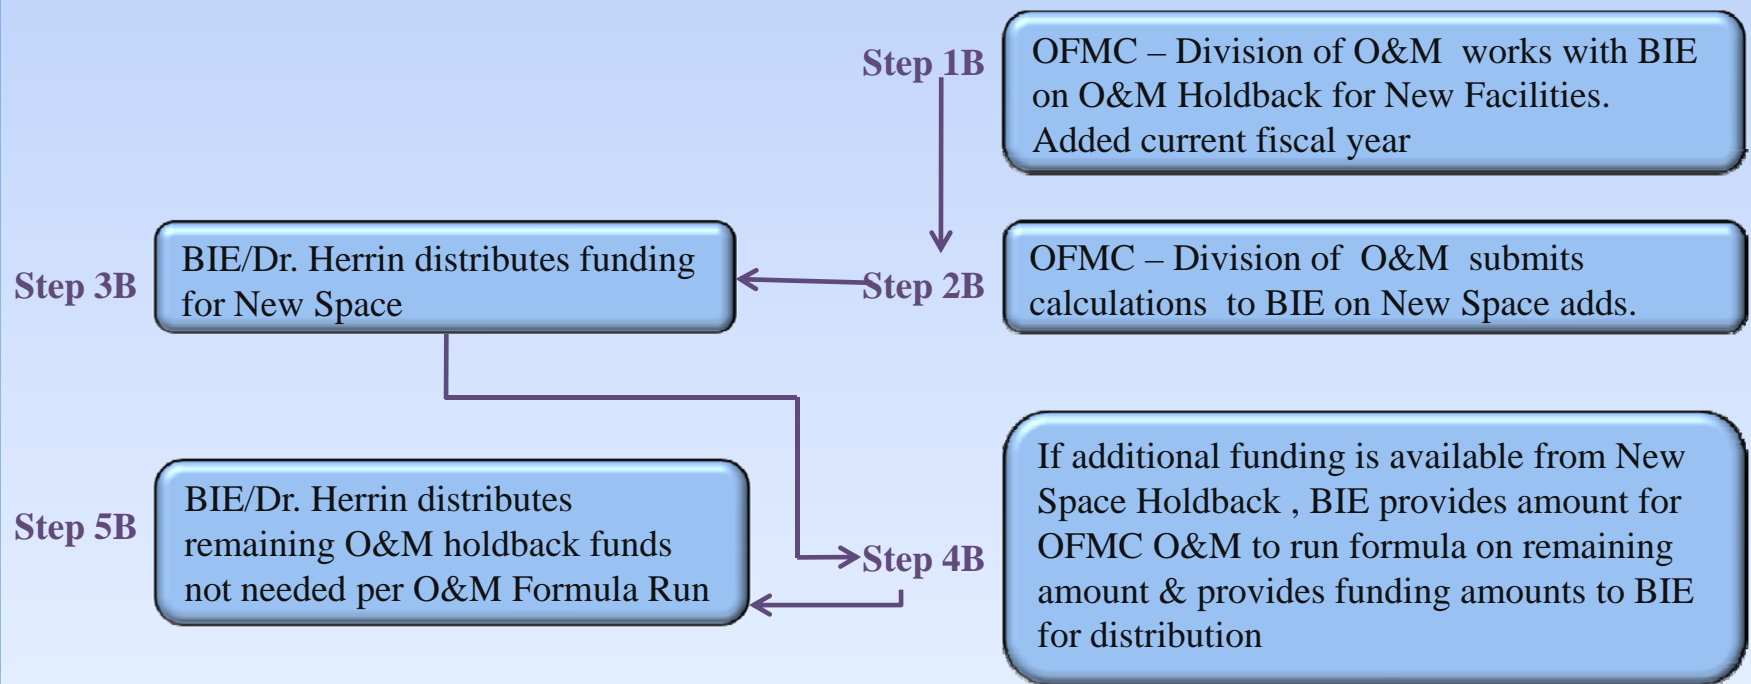 Step 1B
OFMC – Division of O&M works with BIE
on O&M Holdback for New Facilities.
Added current fiscal year
Step 2B
OFMC – Division of O&M submits
calculations to BIE on New Space adds.
Step 3B
BIE/Dr. Herrin distributes funding
for New Space
Step 4B
If additional funding is available from New
Space Holdback , BIE provides amount for
OFMC O&M to run formula on remaining
amount & provides funding amounts to BIE
for distribution
Step 5B
BIE/Dr. Herrin distributes
remaining O&M holdback funds
not needed per O&M Formula Run